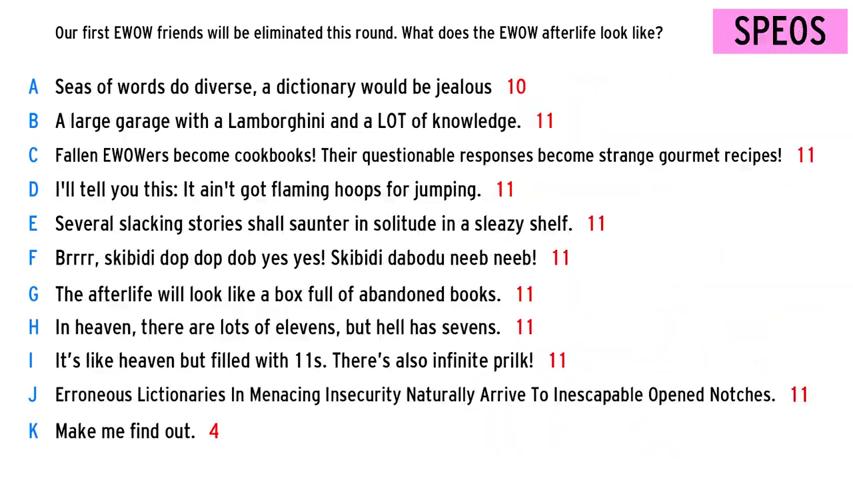 Our first EWOW friends will be eliminated this round. What does the EWOW afterlife look like?
SPEOS
A Seas of words do diverse, a dictionary would be jealous 10
B A large garage with a Lamborghini and a LOT of knowledge. 11
C Fallen EWOWers become cookbooks! Their questionable responses become strange gourmet recipes! 11
D I'll tell you this: It ain't got flaming hoops for jumping. 11
E Several slacking stories shall saunter in solitude in a sleazy shelf. 11
F Brrrr, skibidi dop dop dob yes yes! Skibidi dabodu neeb neeb! 11
G The afterlife will look like a box full of abandoned books. 11
H In heaven, there are lots of elevens, but hell has sevens. 11
I It's like heaven but filled with 11s. There's also infinite prilk! 11
J Erroneous Lictionaries In Menacing Insecurity Naturally Arrive To Inescapable Opened Notches. 11
K Make me find out. 4